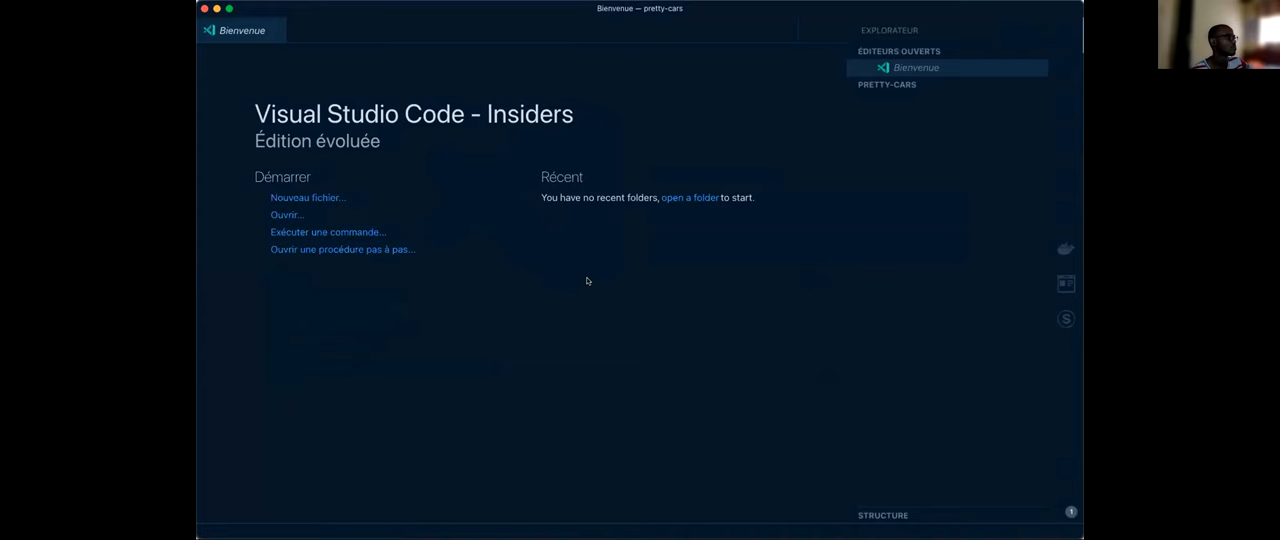 Bienvenue — pretty-cars
Bienvenue
EXPLORATEUR
ÉDITEURS OUVERTS
Bienvenue
PRETTY-CARS
Visual Studio Code - Insiders
Édition évoluée
Démarrer
Nouveau fichier...
Ouvrir...
Exécuter une commande...
Ouvrir une procédure pas à pas...
Récent
You have no recent folders, open a folder to start.
S
STRUCTURE
1